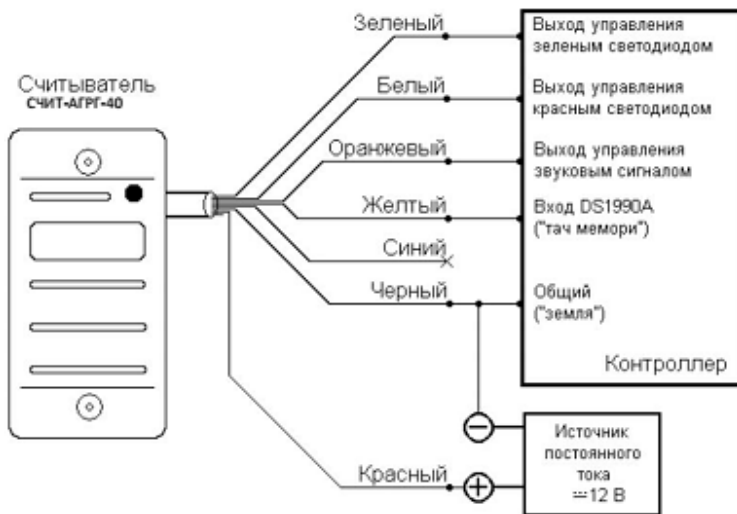 Зеленый
Выход управления
зеленым светодиодом
Считыватель
СЧИТ-АГРГ-40
Белый
Выход управления
красным светодиодом
Оранжевый
Выход управления
звуковым сигналом
Желтый
Вход DS1990A
("тач мемори")
Синий
Черный
Общий
("земля")
Контроллер
Источник
постоянного
тока
⎓12 В
Красный